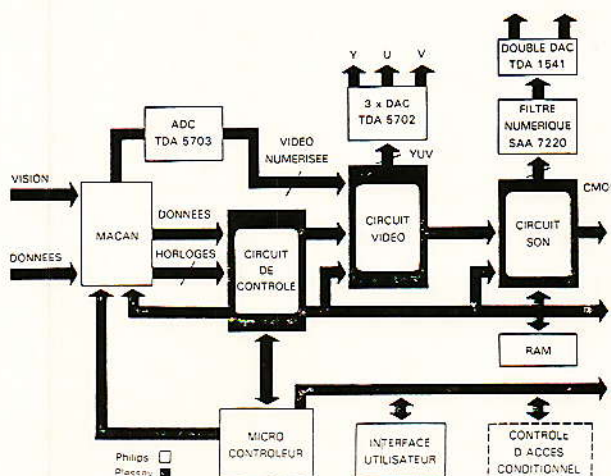 DOUBLE DAC
TDA 1541
Y U V
3 x DAC
TDA 5702
FILTRE
NUMERIQUE
SAA 7220
ADC
TDA 5703
VIDEO
NUMERISEE
YUV
VISION
MACAN
DONNEES
HORLOGES
CIRCUIT
DE
CONTROLE
CIRCUIT
VIDEO
CIRCUIT
SON
DONNEES
RAM
MICRO
CONTROLEUR
INTERFACE
UTILISATEUR
CONTROLE
D ACCES
CONDITIONNEL
Philips
Plessey